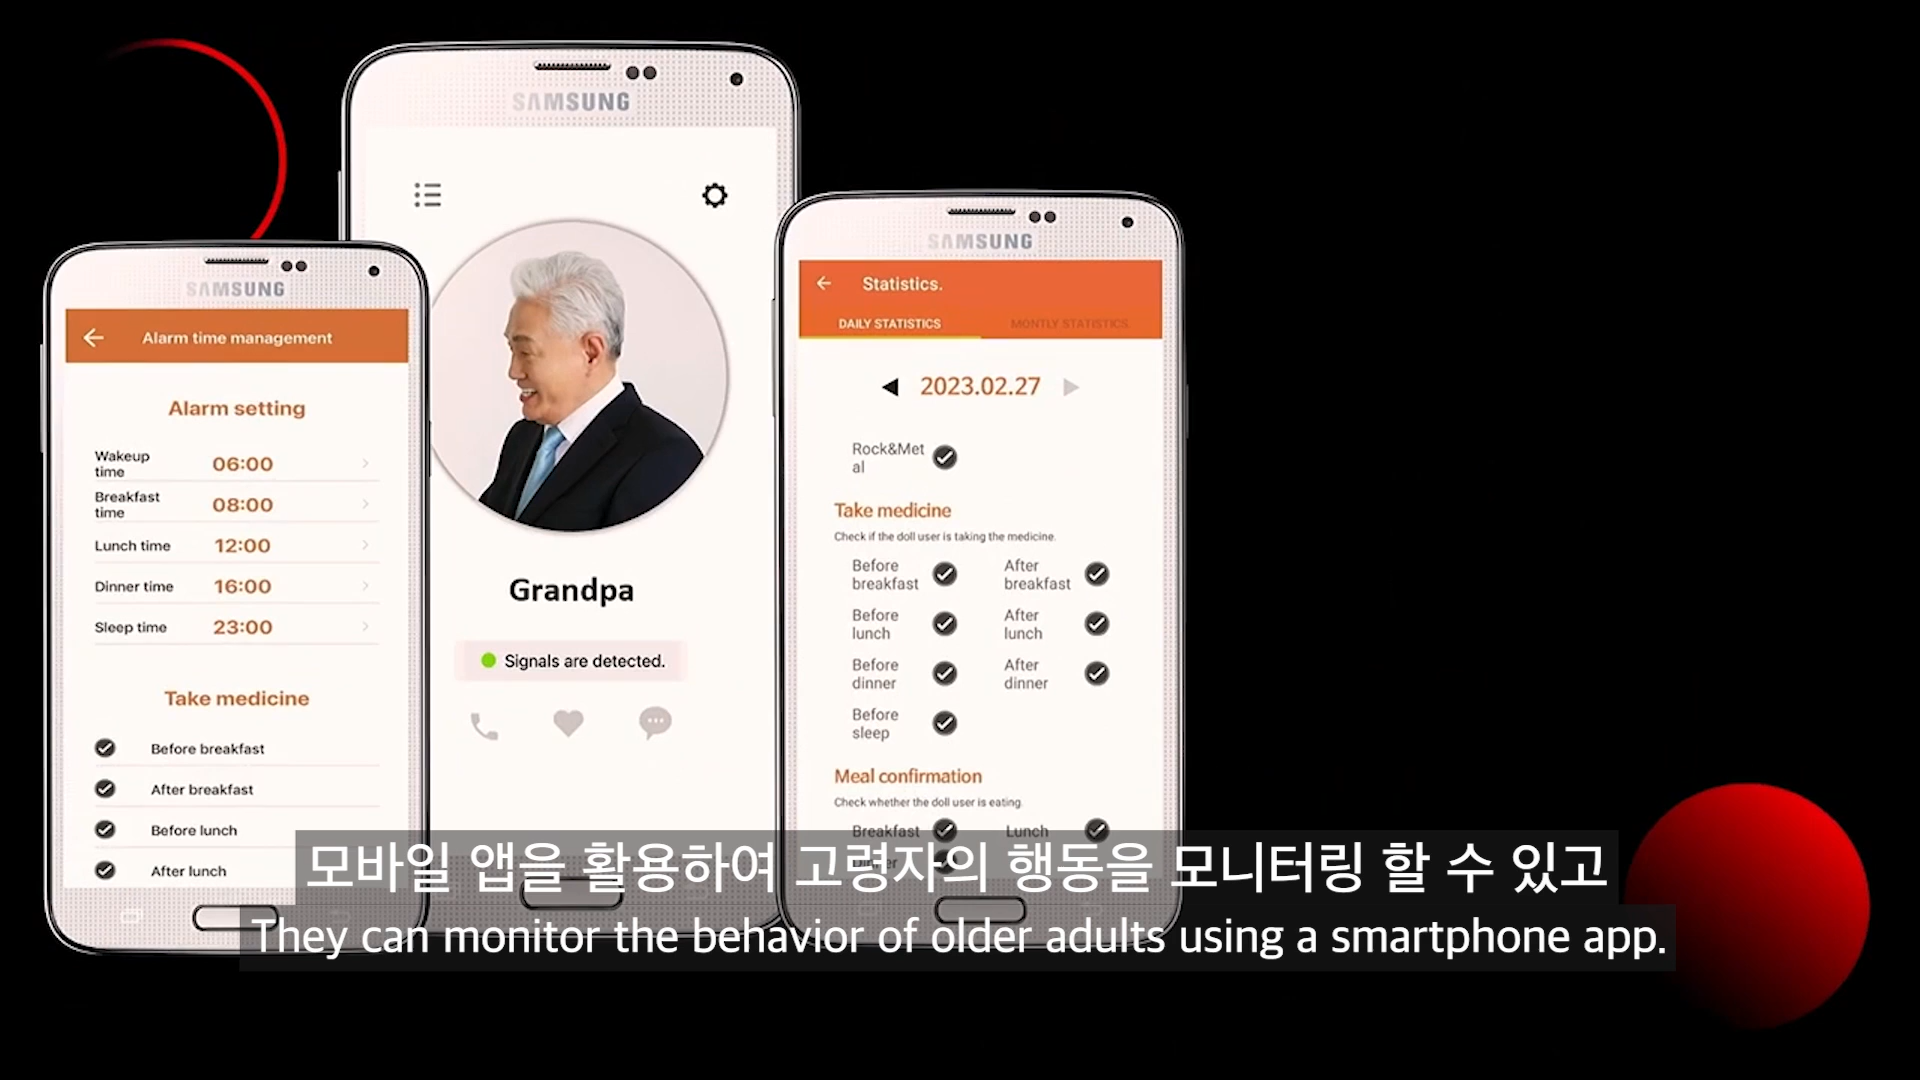 SAMSUNG
Alarm time management
Alarm setting
Wakeup
time
06:00
Breakfast
time
08:00
Lunch time
12:00
Dinner time
16:00
Sleep time
23:00
Take medicine
Before breakfast
After breakfast
Before lunch
After lunch
SAMSUNG
Grandpa
Signals are detected.
SAMSUNG
Statistics.
DAILY STATISTICS
MONTLY STATISTICS.
2023.02.27
Rock&Met
al
Take medicine
Check if the doll user is taking the medicine.
Before
breakfast
After
breakfast
Before
lunch
After
lunch
Before
dinner
After
dinner
Before
sleep
Meal confirmation
Check whether the doll user is eating.
Breakfast
Lunch
모바일 앱을 활용하여 고령자의 행동을 모니터링 할 수 있고
They can monitor the behavior of older adults using a smartphone app.